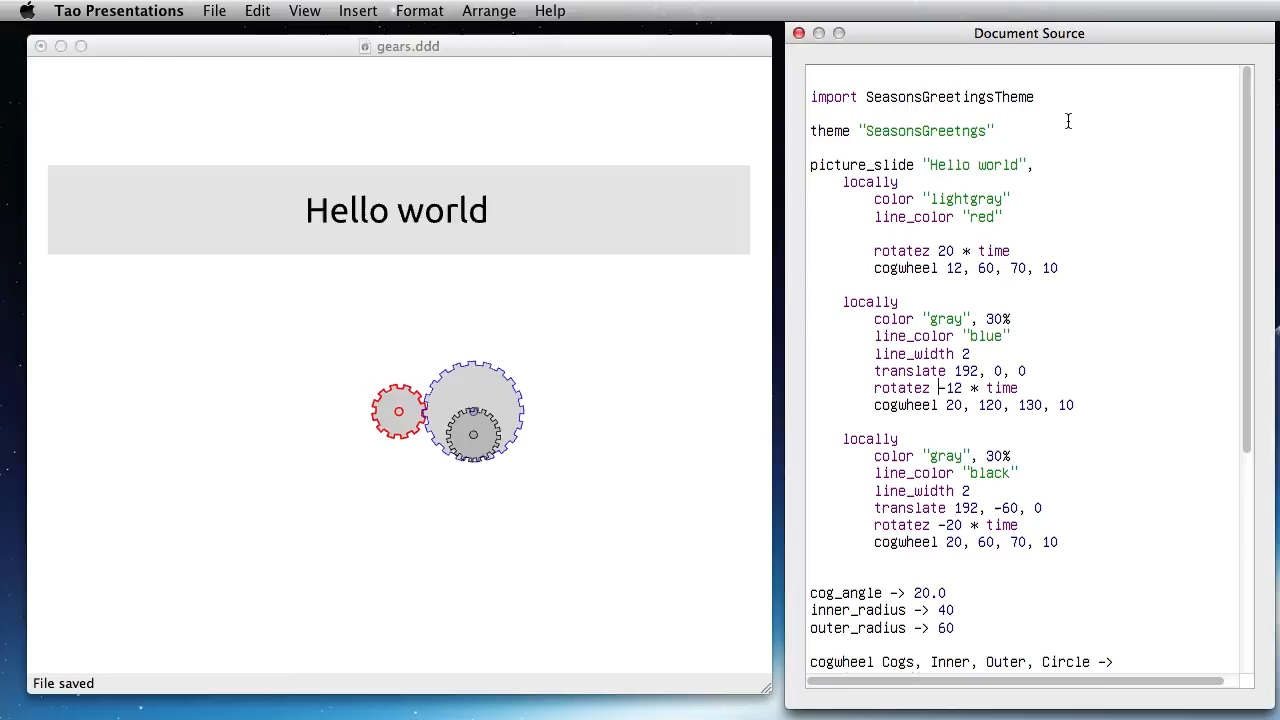 Tao Presentations File Edit View Insert Format Arrange Help
gears.ddd
Hello world
File saved
Document Source
import SeasonsGreetingsTheme
theme "SeasonsGreetngs"
picture_slide "Hello world",
locally
color "lightgray"
line_color "red"
rotatez 20 * time
cogwheel 12, 60, 70, 10
locally
color "gray", 30%
line_color "blue"
line_width 2
translate 192, 0, 0
rotatez -12 * time
cogwheel 20, 120, 130, 10
locally
color "gray", 30%
line_color "black"
line_width 2
translate 192, -60, 0
rotatez -20 * time
cogwheel 20, 60, 70, 10
cog_angle -> 20.0
inner_radius -> 40
outer_radius -> 60
cogwheel Cogs, Inner, Outer, Circle ->